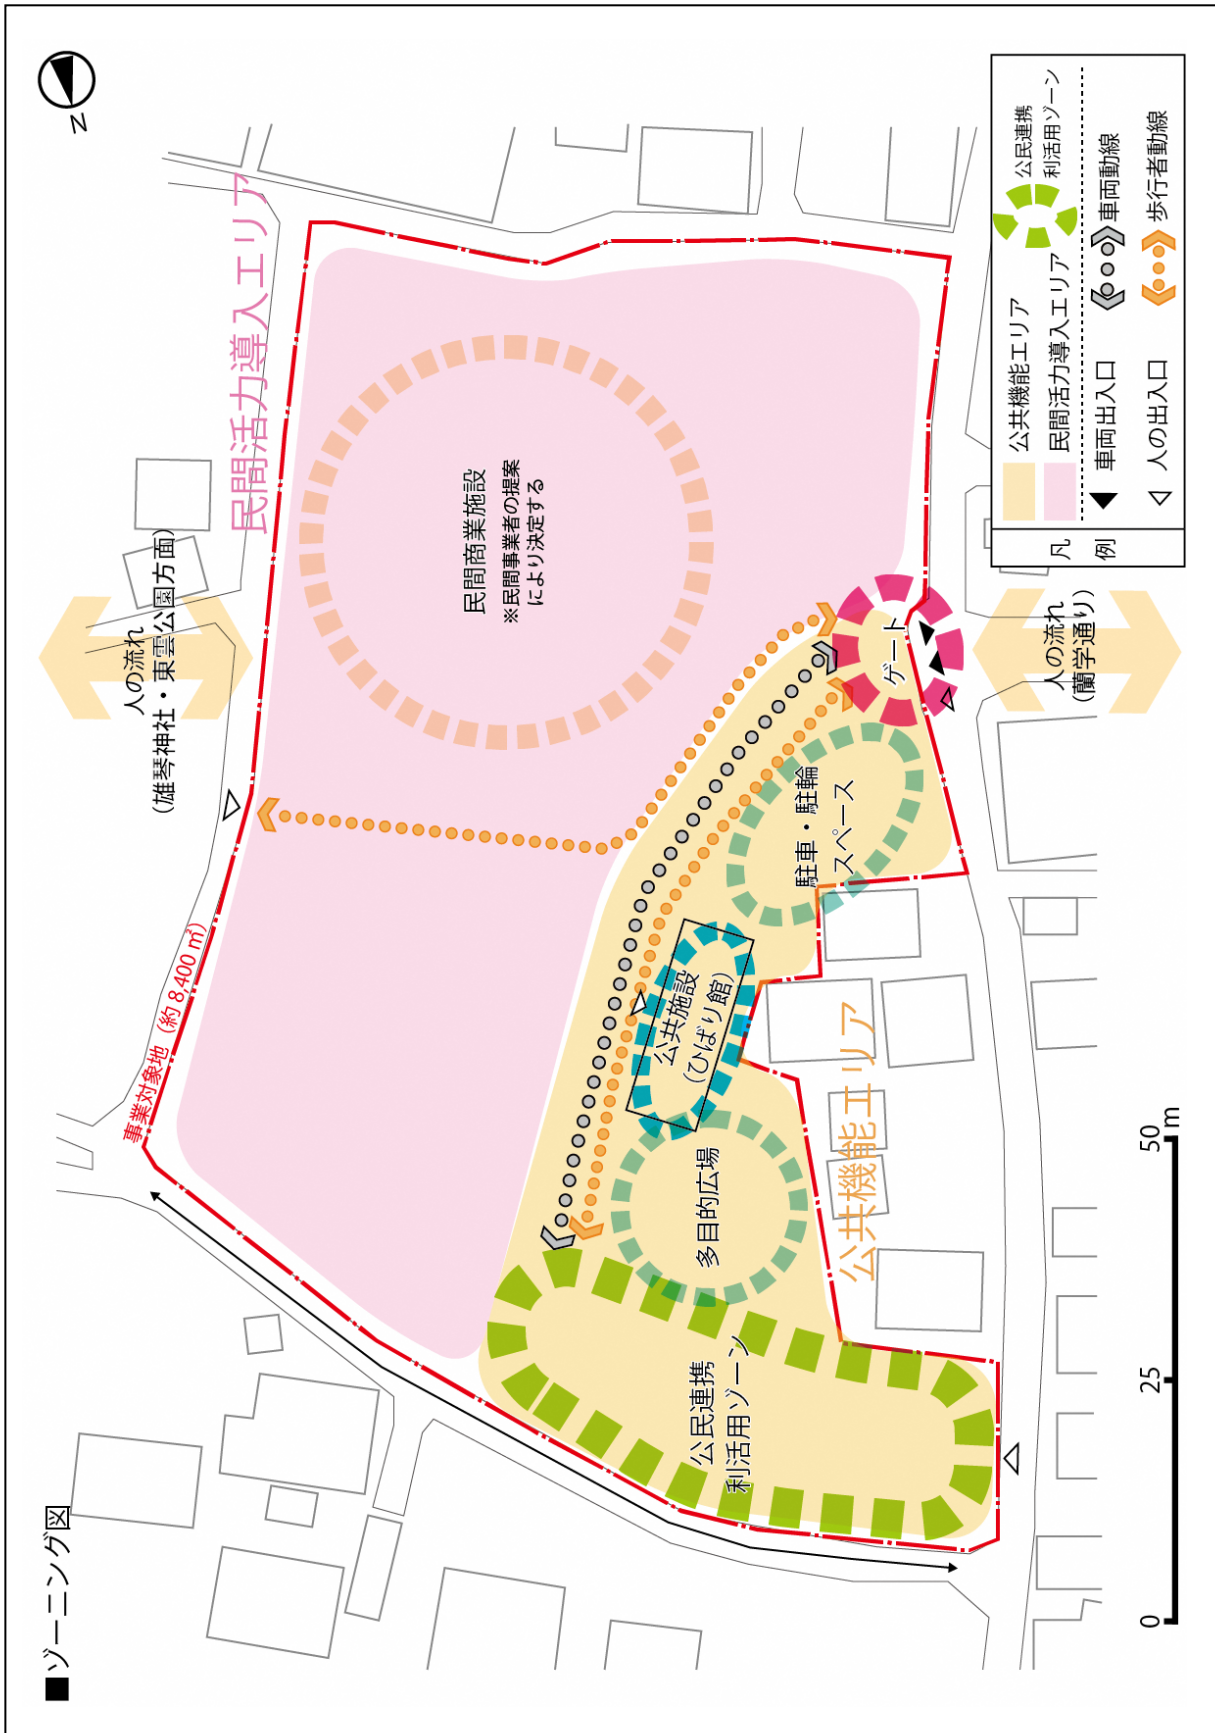 ■ゾーニング図
事業対象地（約 8,400 ㎡）
人の流れ
（雄琴神社・東雲公園方面）
民間活力導入エリア
N
民間商業施設
※民間事業者の提案
により決定する
公民連携
利活用ゾーン
多目的広場
公共施設
（ひばり館）
駐車・駐輪
スペース
ゲート
公共機能エリア
人の流れ
（蘭学通り）
凡
例
公共機能エリア
民間活力導入エリア
公民連携
利活用ゾーン
車両出入口
車両動線
人の出入口
歩行者動線
0
25
50
m